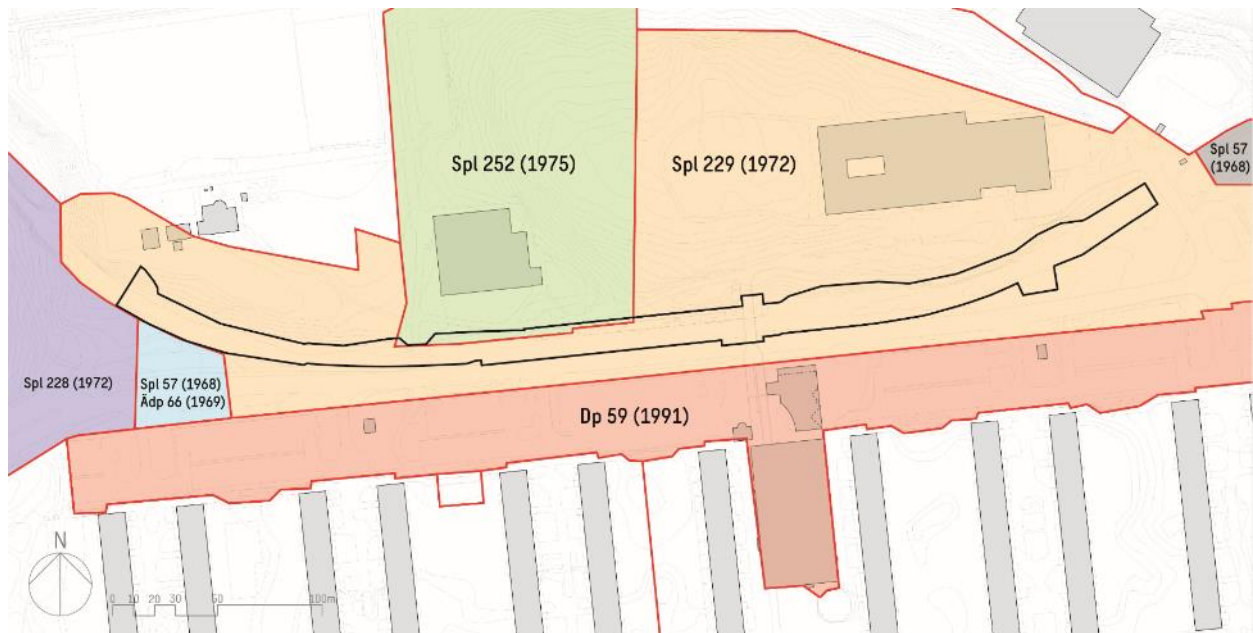 Spl 252 (1975)
Spl 229 (1972)
Spl 57
(1968)
Spl 228 (1972)
Spl 57 (1968)
Ädp 66 (1969)
Dp 59 (1991)
N
0 10 20 30 50 100m